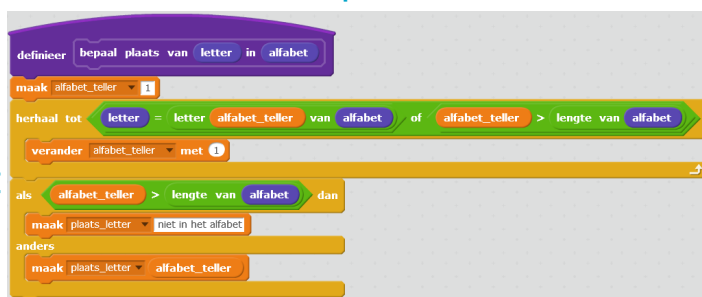 definieer bepaal plaats van letter in alfabet
maak alfabet_teller 1
herhaal tot letter = letter alfabet_teller van alfabet of alfabet_teller > lengte van alfabet
verander alfabet_teller met 1
als alfabet_teller > lengte van alfabet dan
maak plaats_letter niet in het alfabet
anders
maak plaats_letter alfabet_teller